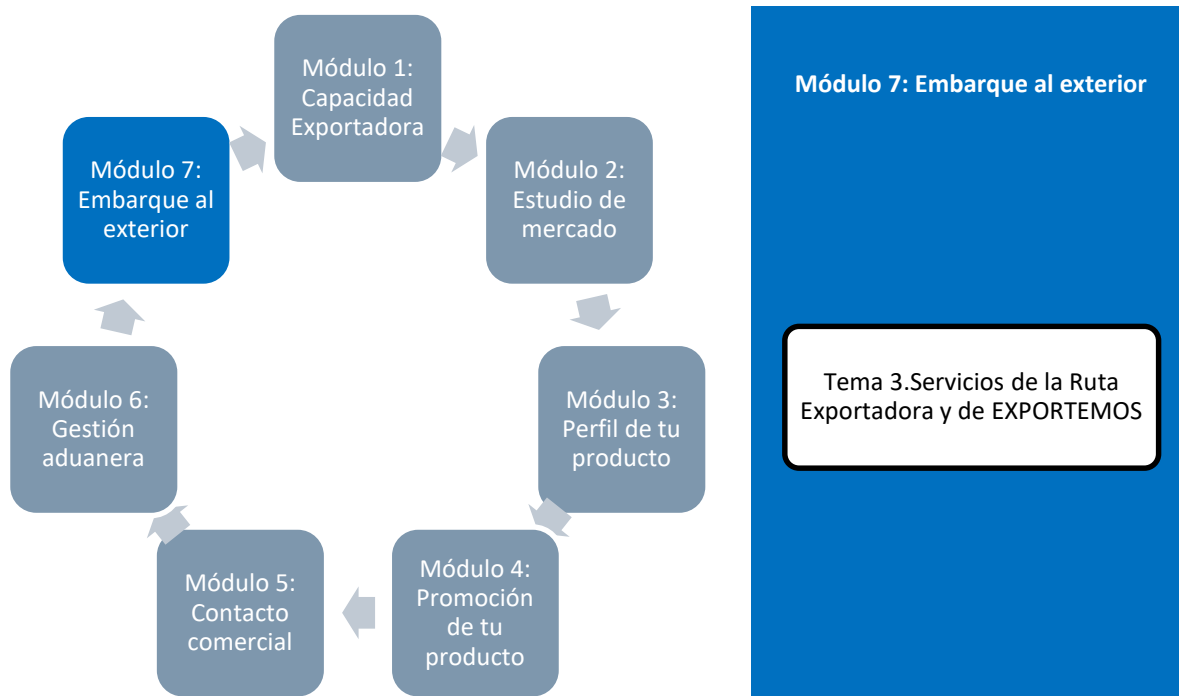 Módulo 1:
Capacidad
Exportadora
Módulo 2:
Estudio de
mercado
Módulo 3:
Perfil de tu
producto
Módulo 4:
Promoción
de tu
producto
Módulo 5:
Contacto
comercial
Módulo 6:
Gestión
aduanera
Módulo 7:
Embarque al
exterior
Módulo 7: Embarque al exterior
Tema 3.Servicios de la Ruta
Exportadora y de EXPORTEMOS